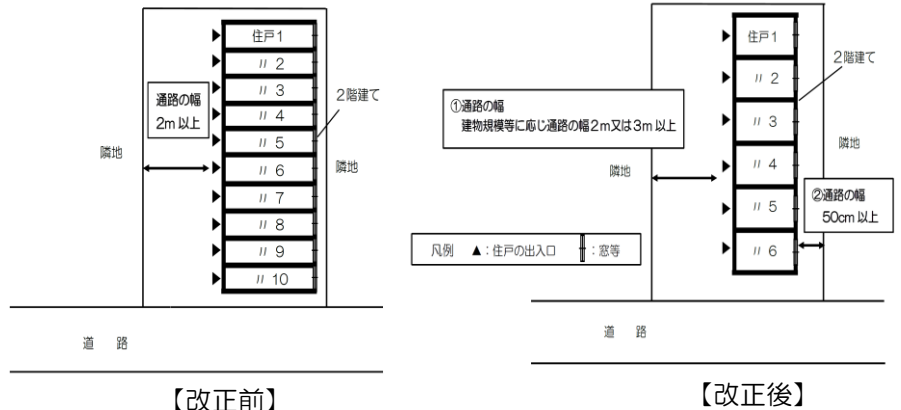 住戸1
〃 2
〃 3
〃 4
〃 5
〃 6
〃 7
〃 8
〃 9
〃 10
通路の幅
2m 以上
隣地
2階建て
隣地
道 路
【改正前】
住戸1
〃 2
〃 3
〃 4
〃 5
〃 6
2階建て
①通路の幅
建物規模等に応じ通路の幅2m又は3m以上
隣地
隣地
②通路の幅
50cm 以上
凡例 ▲:住戸の出入口 :窓等
道 路
【改正後】